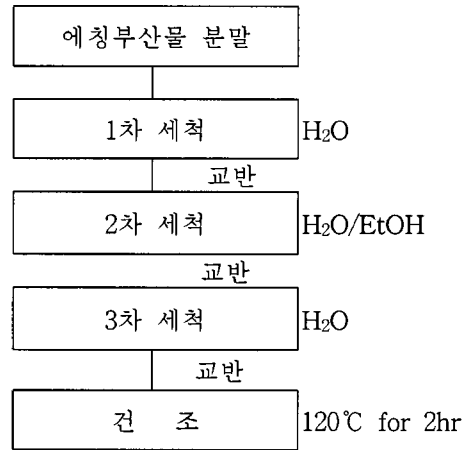 에칭부산물 분말
1차 세척 H₂O
교반
2차 세척 H₂O/EtOH
교반
3차 세척 H₂O
교반
건 조 120℃ for 2hr